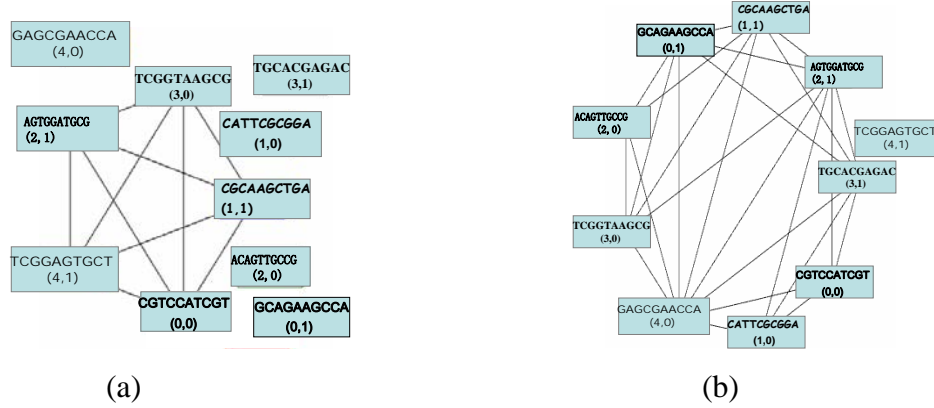 GAGCGAACCA
(4,0)
TCGGTAAGCG
(3,0)
TGCACGAGAC
(3,1)
AGTGGATGCG
(2, 1)
CATTCGCGGA
(1,0)
CGCAAGCTGA
(1,1)
TCGGAGTGCT
(4,1)
ACAGTTGCCG
(2,0)
CGTCCATCGT
(0,0)
GCAGAAGCCA
(0,1)
(a)
CGCAAGCTGA
(1,1)
GCAGAAGCCA
(0,1)
AGTGGATGCG
(2, 1)
ACAGTTGCCG
(2,0)
TCGGAGTGCT
(4,1)
TGCACGAGAC
(3,1)
TCGGTAAGCG
(3,0)
CGTCCATCGT
(0,0)
GAGCGAACCA
(4,0)
CATTCGCGGA
(1,0)
(b)